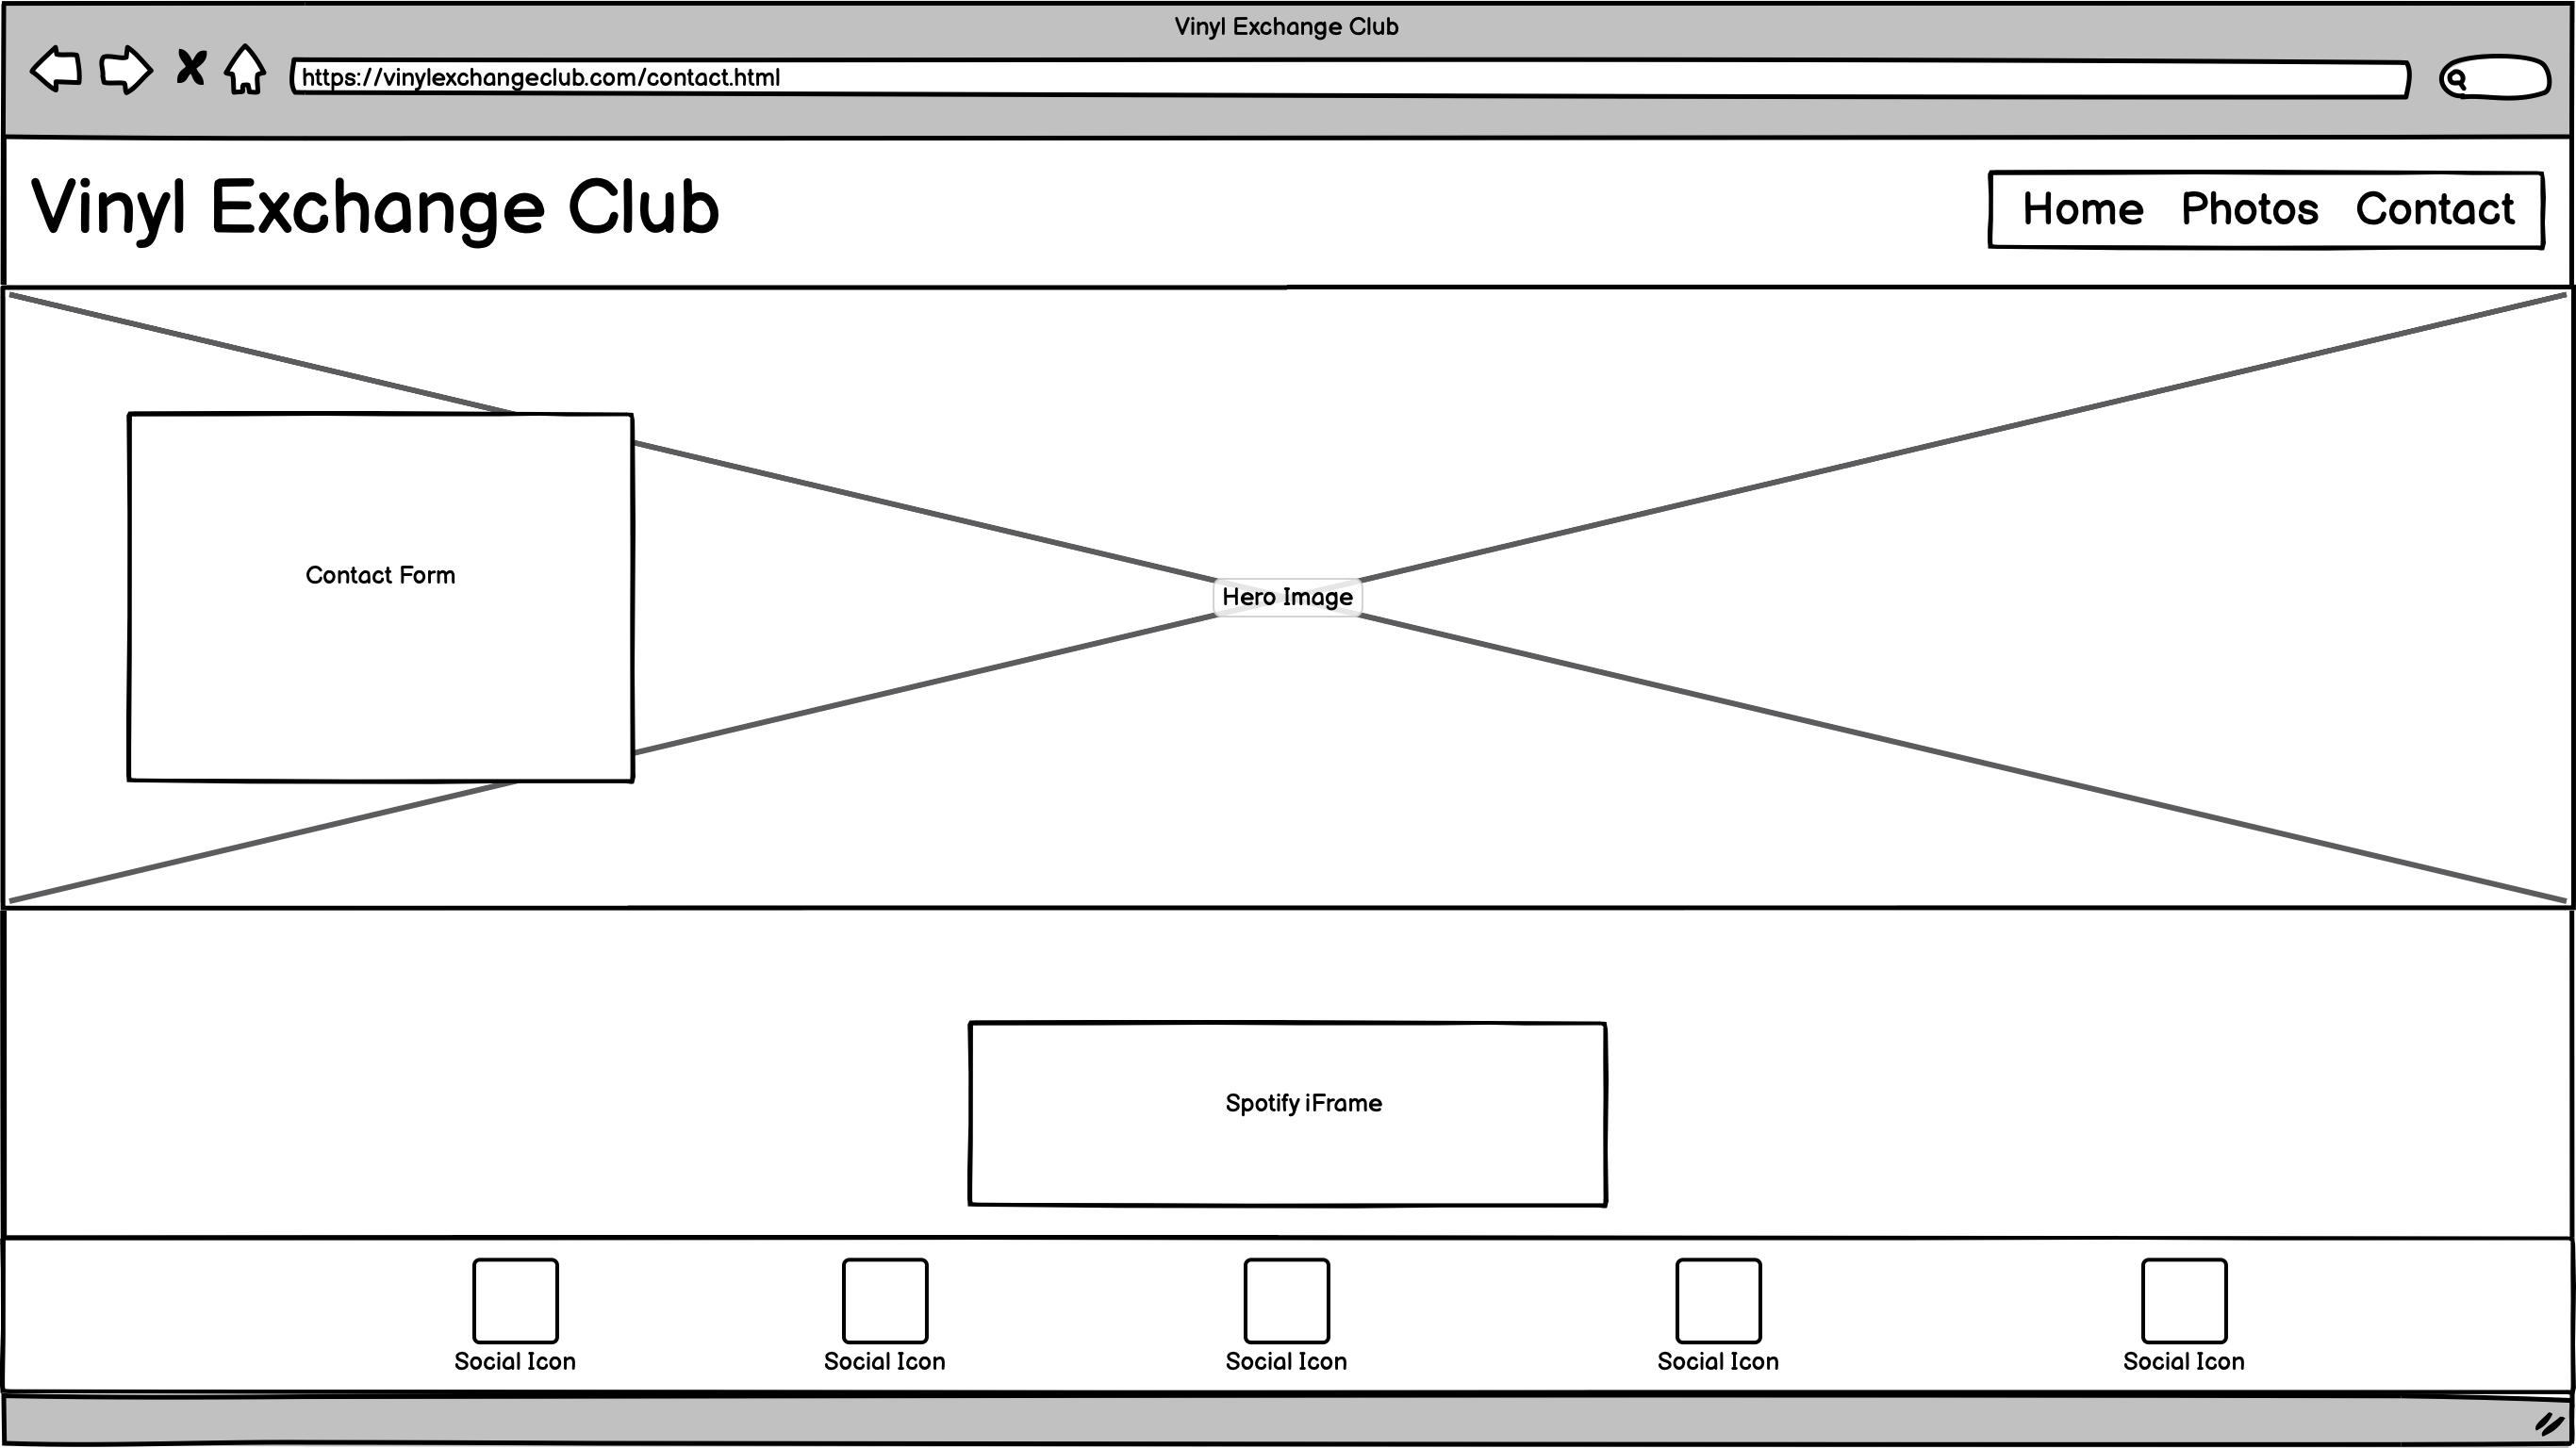 Vinyl Exchange Club
https://vinylexchangeclub.com/contact.html
Vinyl Exchange Club
Home Photos Contact
Contact Form
Hero Image
Spotify iFrame
Social Icon Social Icon Social Icon Social Icon Social Icon